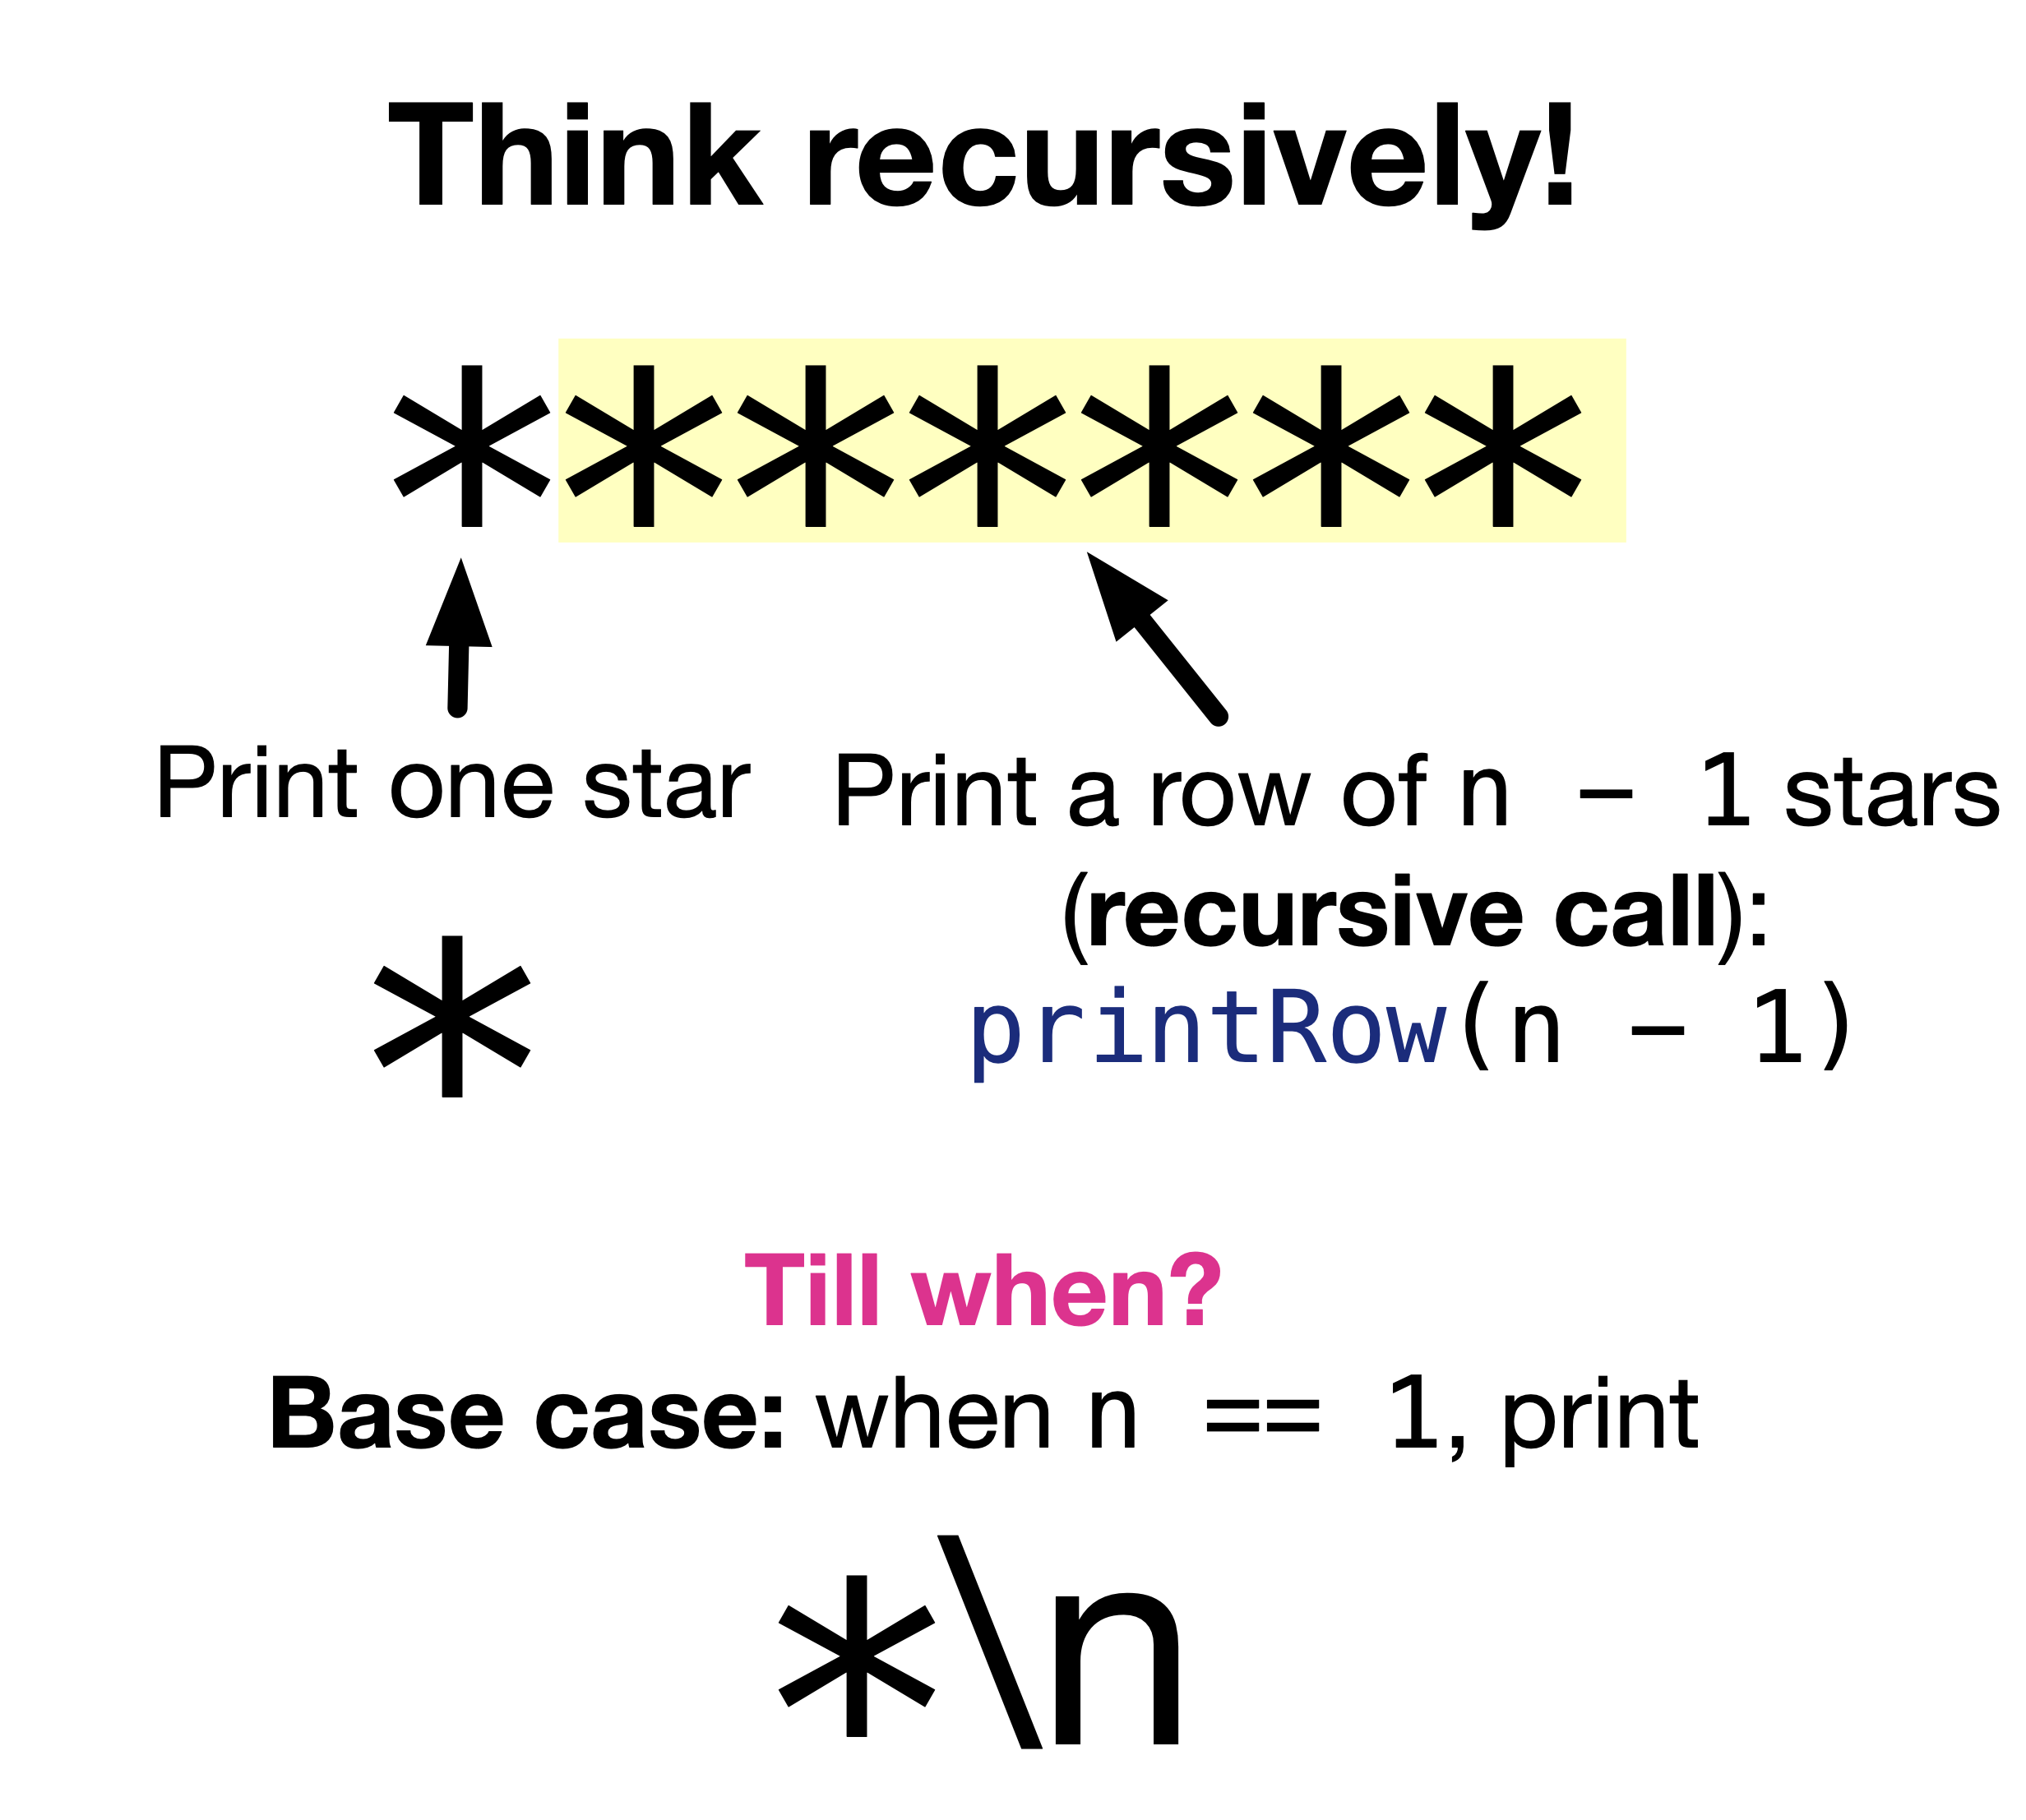 Think recursively!
*******
Print one star
*
Print a row of n - 1 stars
(recursive call):
printRow(n - 1)
Till when?
Base case: when n == 1, print
*\n